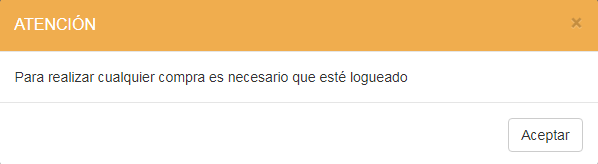 ATENCIÓN
×
Para realizar cualquier compra es necesario que esté logueado
Aceptar